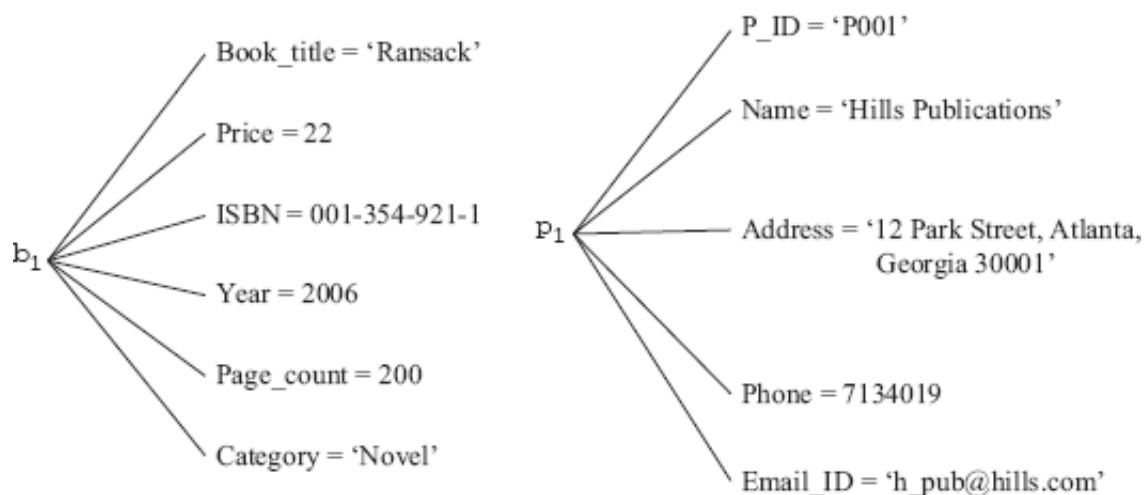 b₁
Book_title = ‘Ransack’
Price = 22
ISBN = 001-354-921-1
Year = 2006
Page_count = 200
Category = ‘Novel’
p₁
P_ID = ‘P001’
Name = ‘Hills Publications’
Address = ‘12 Park Street, Atlanta,
Georgia 30001’
Phone = 7134019
Email_ID = ‘h_pub@hills.com’